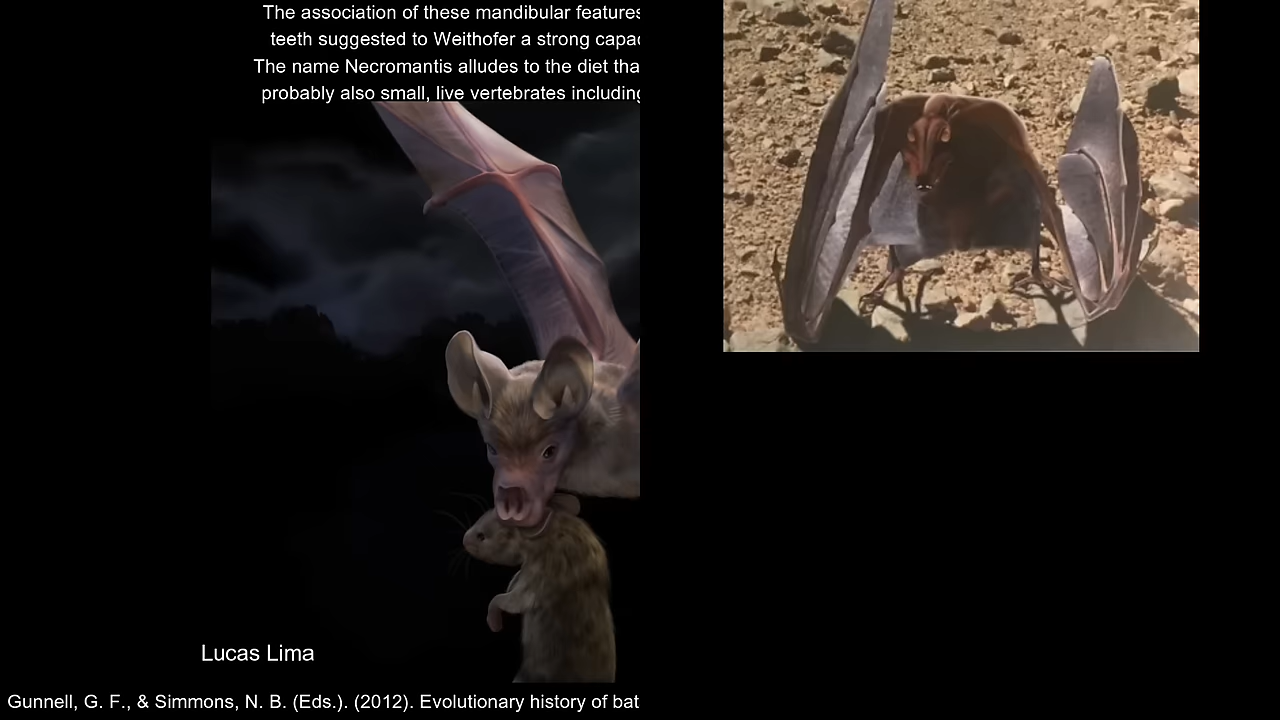 The association of these mandibular features
teeth suggested to Weithofer a strong capac
The name Necromantis alludes to the diet tha
probably also small, live vertebrates including
Lucas Lima
Gunnell, G. F., & Simmons, N. B. (Eds.). (2012). Evolutionary history of bat